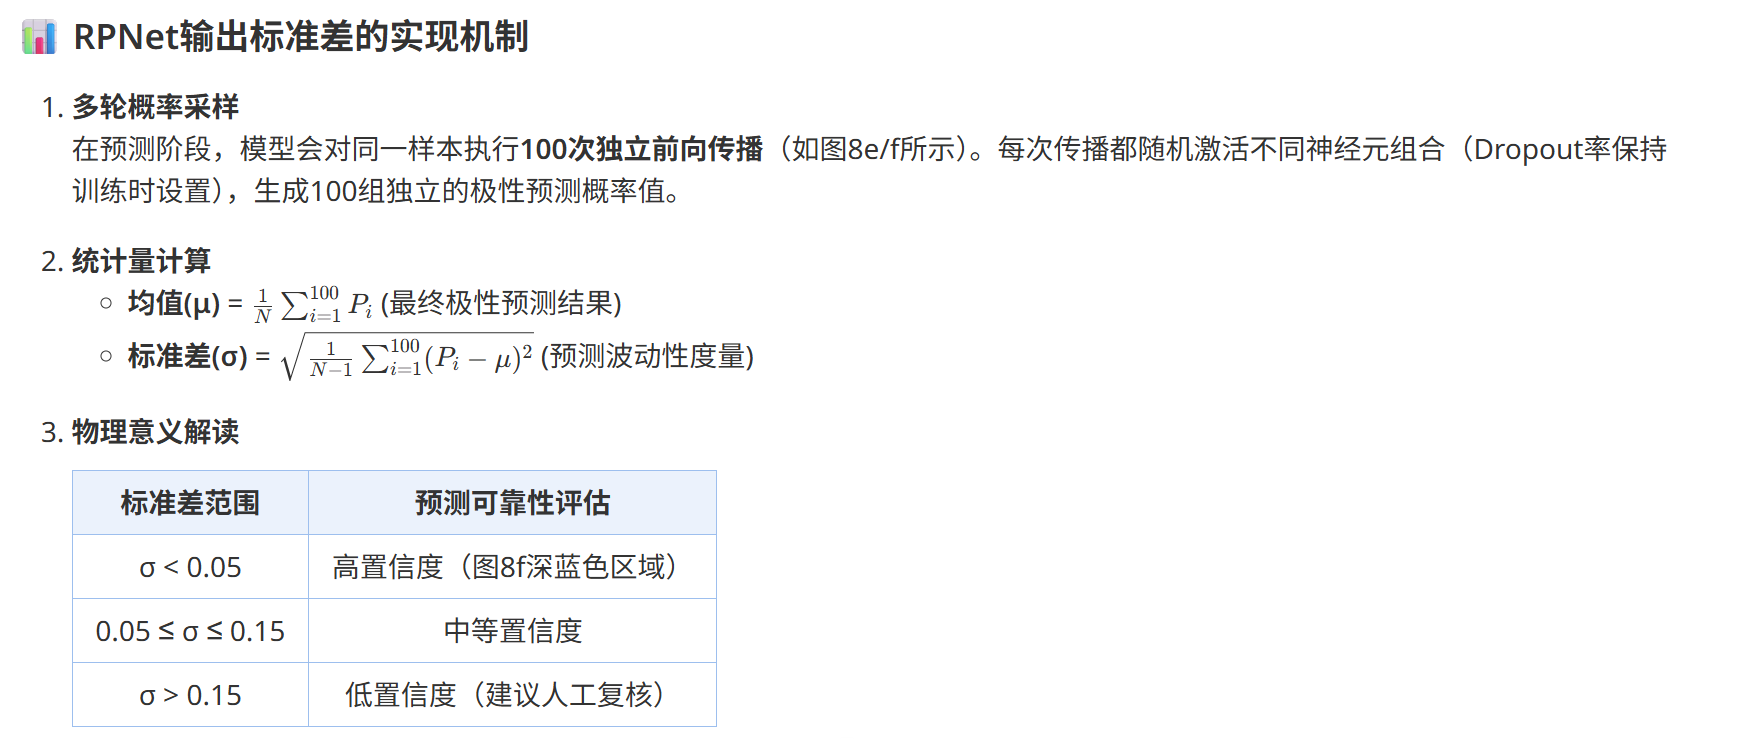 RPNet输出标准差的实现机制
1. 多轮概率采样
在预测阶段，模型会对同一样本执行100次独立前向传播（如图8e/f所示）。每次传播都随机激活不同神经元组合（Dropout率保持
训练时设置），生成100组独立的极性预测概率值。
2. 统计量计算
○ 均值(μ) = $\frac{1}{N}\sum_{i=1}^{100} P_i$ (最终极性预测结果)
○ 标准差(σ) = $\sqrt{\frac{1}{N-1}\sum_{i=1}^{100}(P_i-\mu)^2}$ (预测波动性度量)
3. 物理意义解读
标准差范围 预测可靠性评估
σ < 0.05 高置信度（图8f深蓝色区域）
0.05 ≤ σ ≤ 0.15 中等置信度
σ > 0.15 低置信度（建议人工复核）